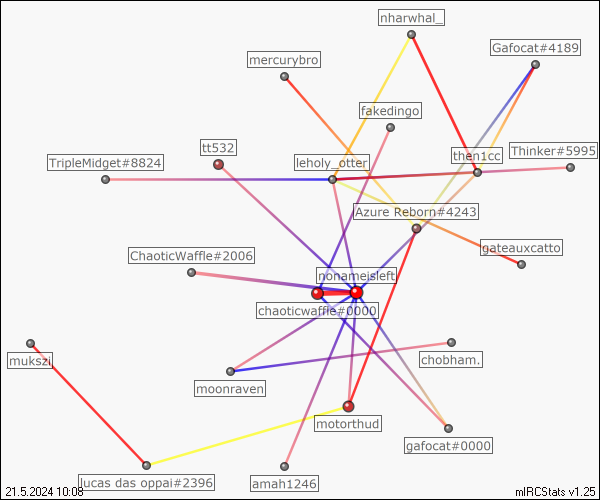 nharwhal_
Gafocat#4189
mercurybro
fakedingo
tt532
then1cc
Thinker#5995
TripleMidget#8824
leholy_otter
Azure Reborn#4243
gateauxcatto
ChaoticWaffle#2006
nonameisleft
chaoticwaffle#0000
mukszi
chobham.
moonraven
motorthud
gafocat#0000
lucas das oppai#2396
amah1246
21.5.2024 10:08
mIRCStats v1.25